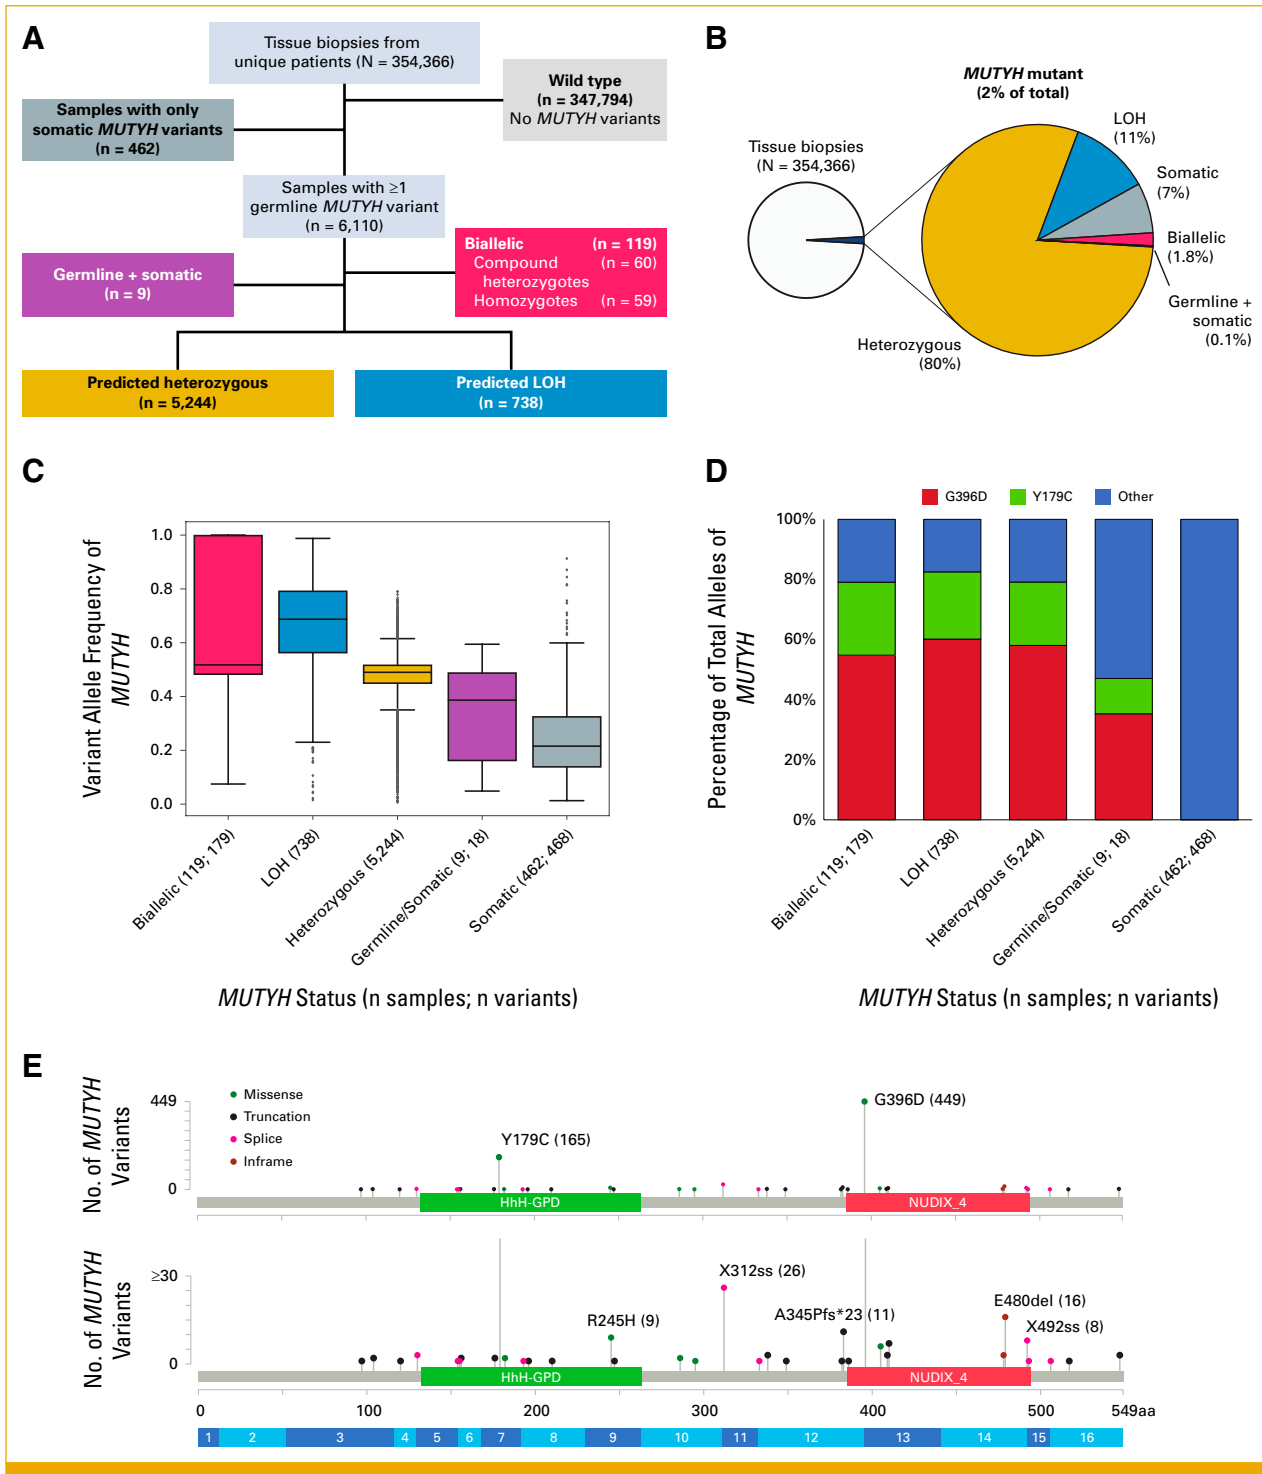 A
Tissue biopsies from
unique patients (N = 354,366)
Wild type
(n = 347,794)
No MUTYH variants
Samples with only
somatic MUTYH variants
(n = 462)
Samples with ≥1
germline MUTYH variant
(n = 6,110)
Germline + somatic
(n = 9)
Biallelic (n = 119)
Compound (n = 60)
heterozygotes
Homozygotes (n = 59)
Predicted heterozygous
(n = 5,244)
Predicted LOH
(n = 738)
B
MUTYH mutant
(2% of total)
Tissue biopsies
(N = 354,366)
LOH
(11%)
Somatic
(7%)
Biallelic
(1.8%)
Germline +
somatic
(0.1%)
Heterozygous
(80%)
C
Variant Allele Frequency of
MUTYH
1.0
0.8
0.6
0.4
0.2
0.0
Biallelic (119; 179)
LOH (738)
Heterozygous (5,244)
Germline/Somatic (9; 18)
Somatic (462; 468)
MUTYH Status (n samples; n variants)
D
G396D Y179C Other
Percentage of Total Alleles of
MUTYH
100%
80%
60%
40%
20%
0%
Biallelic (119; 179)
LOH (738)
Heterozygous (5,244)
Germline/Somatic (9; 18)
Somatic (462; 468)
MUTYH Status (n samples; n variants)
E
No. of MUTYH
Variants
449
0
Missense
Truncation
Splice
Inframe
Y179C (165)
G396D (449)
HhH-GPD
NUDIX_4
No. of MUTYH
Variants
≥30
0
R245H (9)
X312ss (26)
A345Pfs*23 (11)
E480del (16)
X492ss (8)
HhH-GPD
NUDIX_4
0 100 200 300 400 500 549aa
1 2 3 4 5 6 7 8 9 10 11 12 13 14 15 16